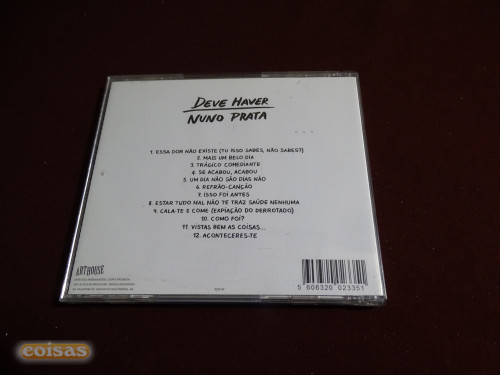 DEVE HAVER
NUNO PRATA
1. ESSA DOR NÃO EXISTE (TU ISSO SABES, NÃO SABES?)
2. MAIS UM BELO DIA
3. TRÁGICO COMEDIANTE
4. SE ACABOU, ACABOU
5. UM DIA NÃO SÃO DIAS NÃO
6. REFRÃO-CANÇÃO
7. ISSO FOI ANTES
8. ESTAR TUDO MAL NÃO TE TRAZ SAÚDE NENHUMA
9. CALA-TE E COME (EXPIAÇÃO DO DERROTADO)
10. COMO FOI?
11. VISTAS BEM AS COISAS...
12. ACONTECERES-TE
ARTHOUSE
5 606320 023351
coisas